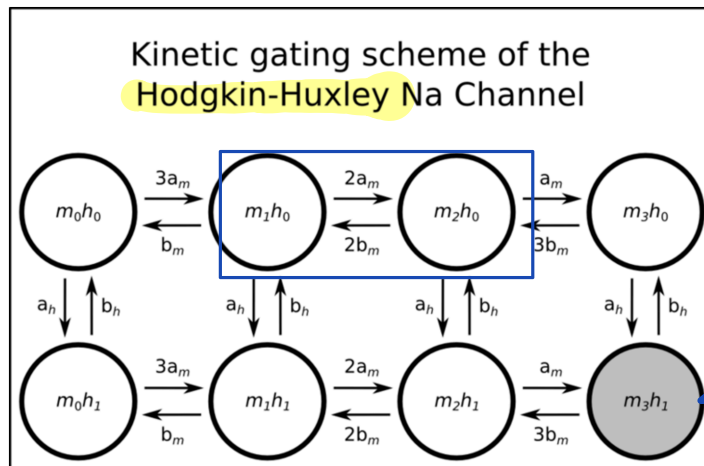 Kinetic gating scheme of the
Hodgkin-Huxley Na Channel
3aₘ 2aₘ aₘ
m₀h₀ m₁h₀ m₂h₀ m₃h₀
bₘ 2bₘ 3bₘ
aₕ bₕ aₕ bₕ aₕ bₕ aₕ bₕ
3aₘ 2aₘ aₘ
m₀h₁ m₁h₁ m₂h₁ m₃h₁
bₘ 2bₘ 3bₘ